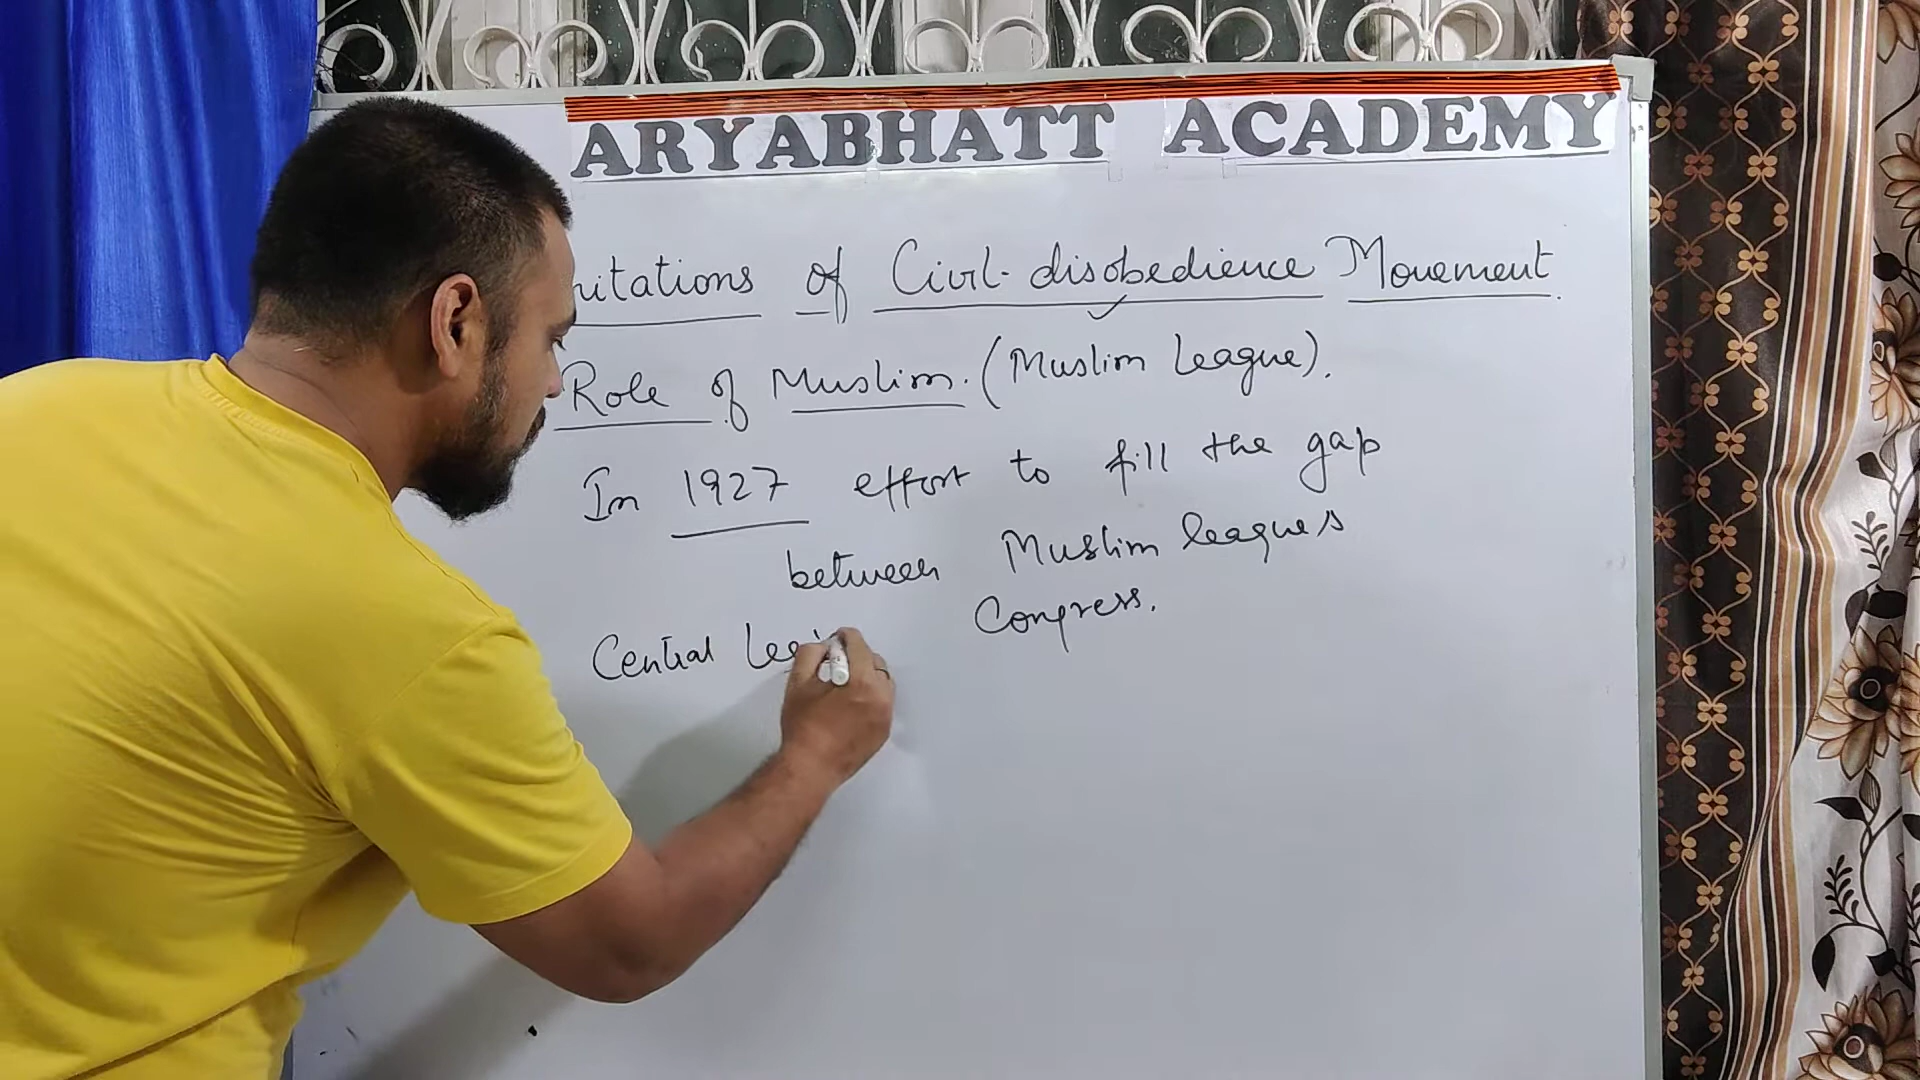 ARYABHATT ACADEMY
itations of Civil-disobedience Movement
Role of Muslim. (Muslim League).
In 1927 effort to fill the gap
between Muslim leagues
Congress.
Central